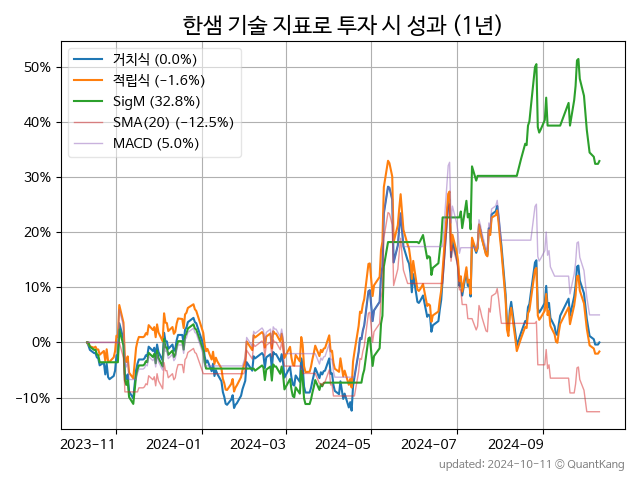 한샘 기술 지표로 투자 시 성과 (1년)
거치식 (0.0%)
적립식 (−1.6%)
SigM (32.8%)
SMA(20) (−12.5%)
MACD (5.0%)
50%
40%
30%
20%
10%
0%
−10%
2023-11
2024-01
2024-03
2024-05
2024-07
2024-09
updated: 2024-10-11 © QuantKang